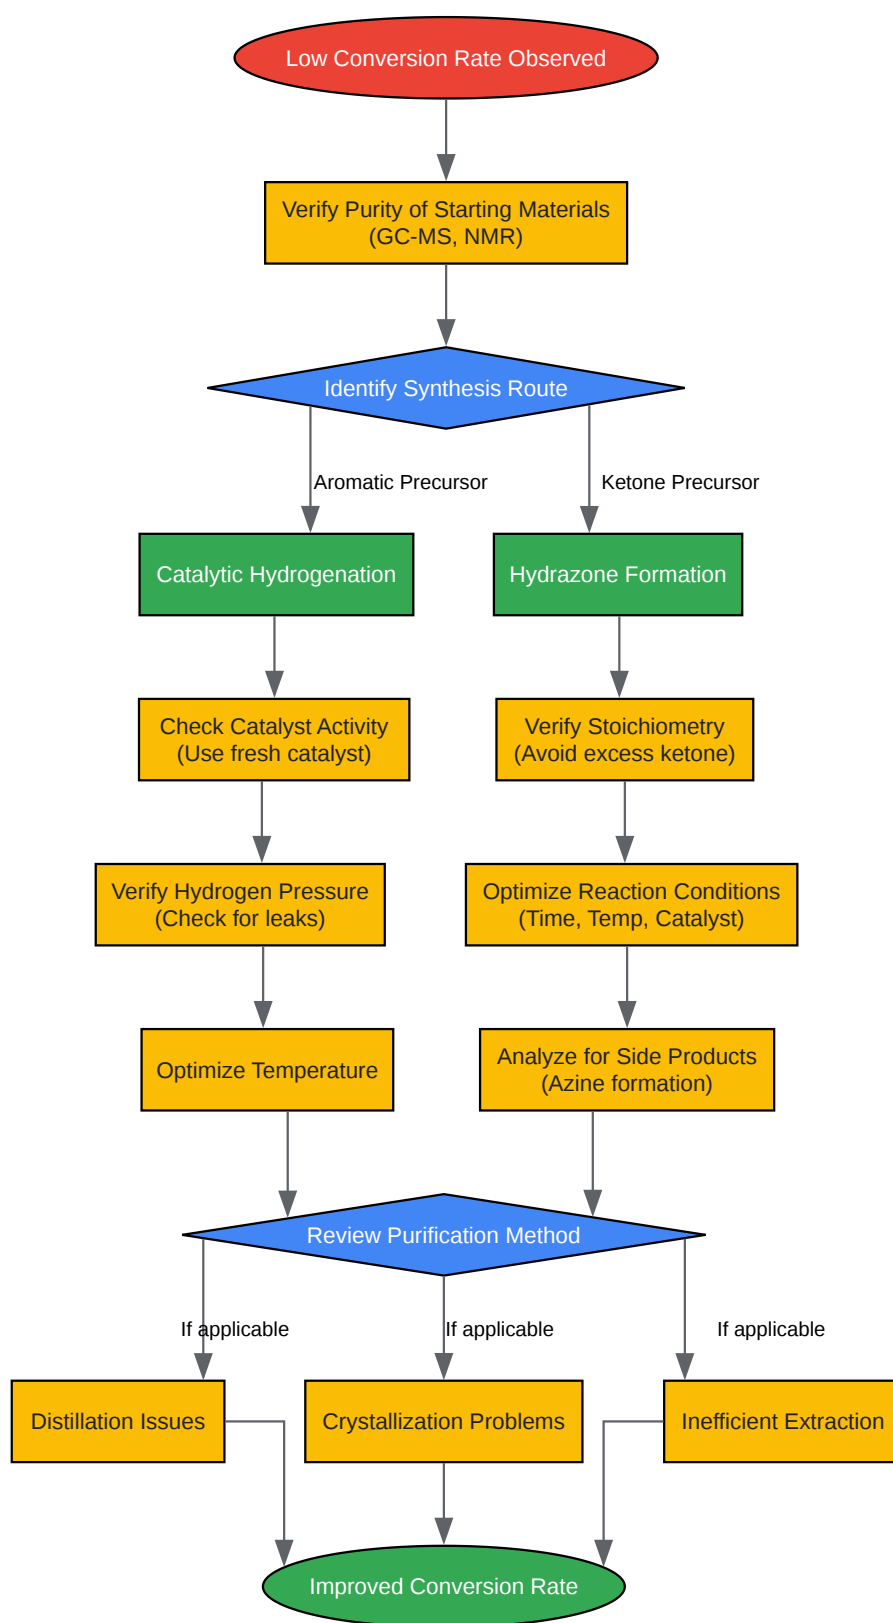 Low Conversion Rate Observed
Verify Purity of Starting Materials
(GC-MS, NMR)
Identify Synthesis Route
Aromatic Precursor
Ketone Precursor
Catalytic Hydrogenation
Hydrazone Formation
Check Catalyst Activity
(Use fresh catalyst)
Verify Stoichiometry
(Avoid excess ketone)
Verify Hydrogen Pressure
(Check for leaks)
Optimize Reaction Conditions
(Time, Temp, Catalyst)
Optimize Temperature
Analyze for Side Products
(Azine formation)
Review Purification Method
If applicable
If applicable
If applicable
Distillation Issues
Crystallization Problems
Inefficient Extraction
Improved Conversion Rate